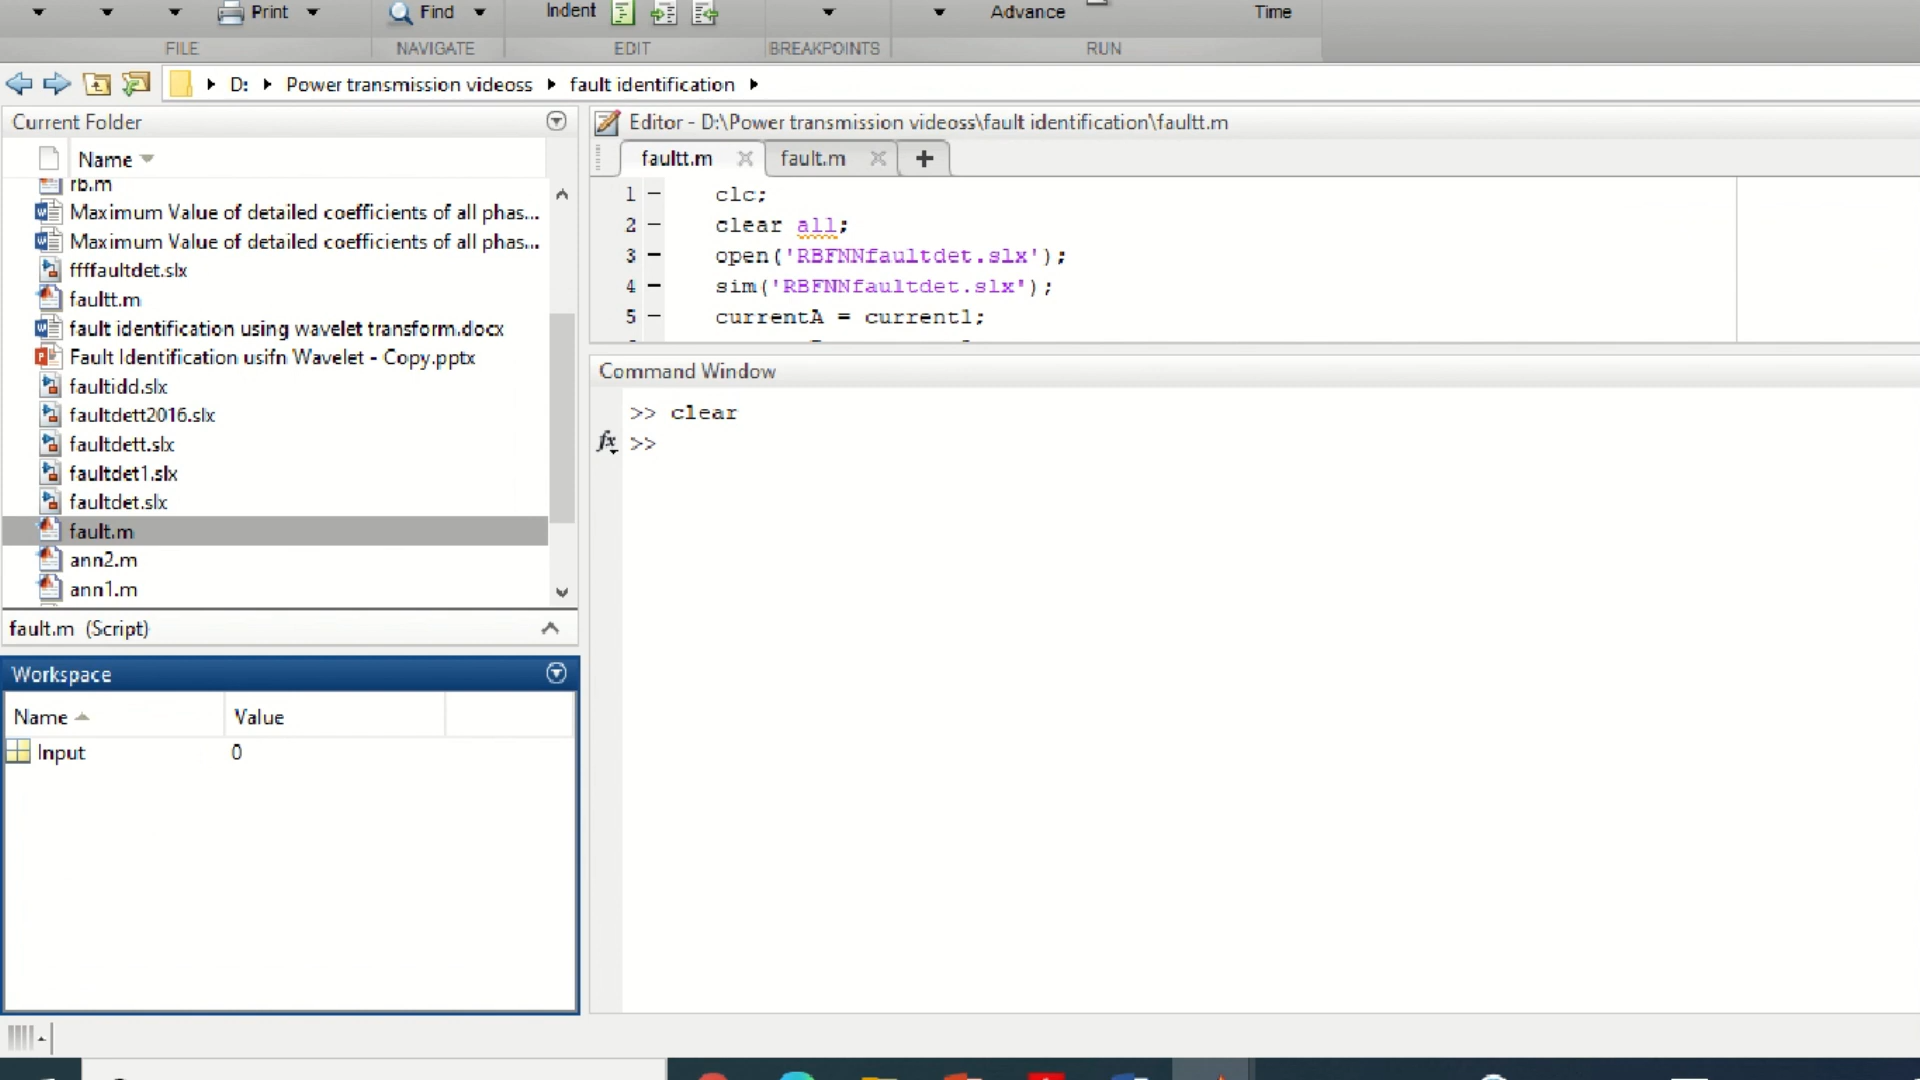 Print Find Indent Advance Time
FILE NAVIGATE EDIT BREAKPOINTS RUN
D: Power transmission videoss fault identification
Current Folder
Name
rb.m
Maximum Value of detailed coefficients of all phas...
Maximum Value of detailed coefficients of all phas...
ffffaultdet.slx
faultt.m
fault identification using wavelet transform.docx
Fault Identification usifn Wavelet - Copy.pptx
faultidd.slx
faultdett2016.slx
faultdett.slx
faultdet1.slx
faultdet.slx
fault.m
ann2.m
ann1.m
fault.m (Script)
Workspace
Name Value
Input 0
Editor - D:\Power transmission videoss\fault identification\faultt.m
faultt.m fault.m
1 – clc;
2 – clear all;
3 – open('RBFNNfaultdet.slx');
4 – sim('RBFNNfaultdet.slx');
5 – currentA = current1;
Command Window
>> clear
fx >>